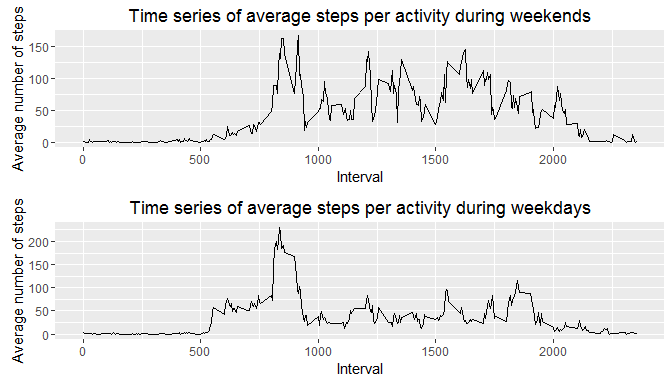 Time series of average steps per activity during weekends
Average number of steps
150
100
50
0
0 500 1000 1500 2000
Interval
Time series of average steps per activity during weekdays
Average number of steps
200
150
100
50
0
0 500 1000 1500 2000
Interval